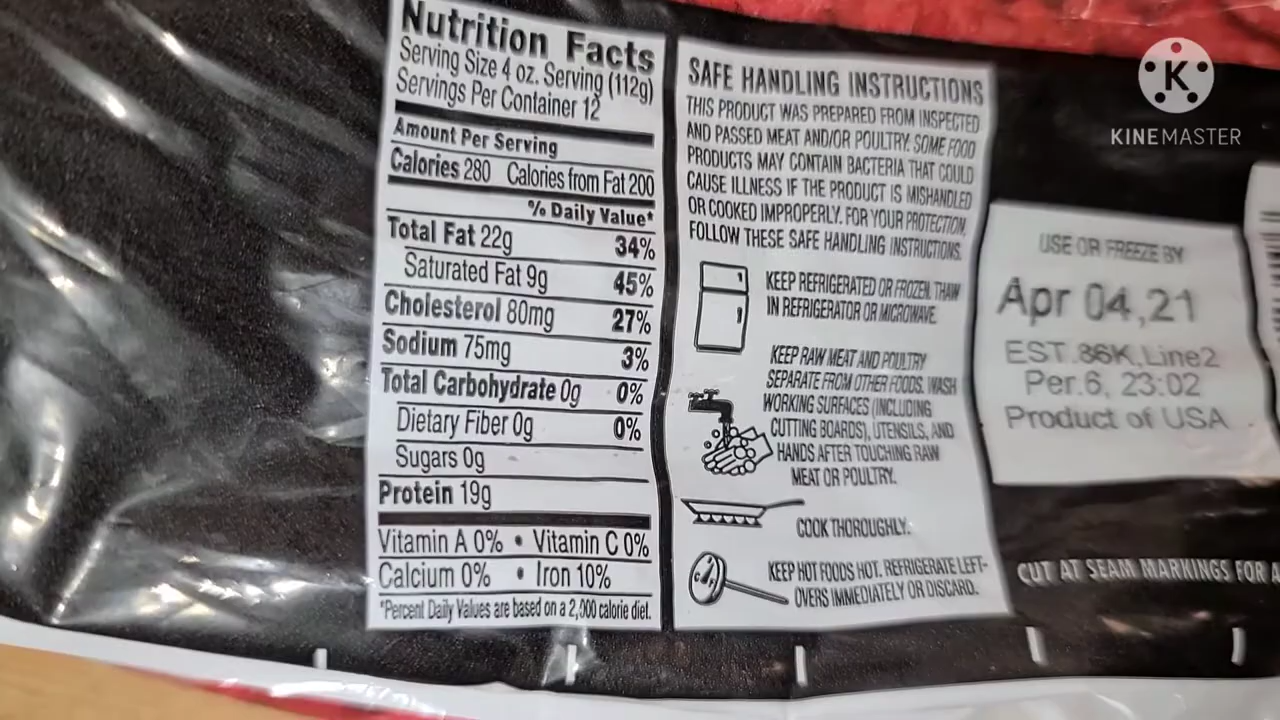 Nutrition Facts
Serving Size 4 oz. Serving (112g)
Servings Per Container 12
Amount Per Serving
Calories 280 Calories from Fat 200
% Daily Value*
Total Fat 22g 34%
Saturated Fat 9g 45%
Cholesterol 80mg 27%
Sodium 75mg 3%
Total Carbohydrate 0g 0%
Dietary Fiber 0g 0%
Sugars 0g
Protein 19g
Vitamin A 0% • Vitamin C 0%
Calcium 0% • Iron 10%
*Percent Daily Values are based on a 2,000 calorie diet.
SAFE HANDLING INSTRUCTIONS
THIS PRODUCT WAS PREPARED FROM INSPECTED
AND PASSED MEAT AND/OR POULTRY. SOME FOOD
PRODUCTS MAY CONTAIN BACTERIA THAT COULD
CAUSE ILLNESS IF THE PRODUCT IS MISHANDLED
OR COOKED IMPROPERLY. FOR YOUR PROTECTION,
FOLLOW THESE SAFE HANDLING INSTRUCTIONS.
KEEP REFRIGERATED OR FROZEN. THAW
IN REFRIGERATOR OR MICROWAVE.
KEEP RAW MEAT AND POULTRY
SEPARATE FROM OTHER FOODS. WASH
WORKING SURFACES (INCLUDING
CUTTING BOARDS), UTENSILS, AND
HANDS AFTER TOUCHING RAW
MEAT OR POULTRY.
COOK THOROUGHLY.
KEEP HOT FOODS HOT. REFRIGERATE LEFT-
OVERS IMMEDIATELY OR DISCARD.
K
KINEMASTER
USE OR FREEZE BY
Apr 04,21
EST.86K,Line2
Per.6, 23:02
Product of USA
CUT AT SEAM MARKINGS FOR